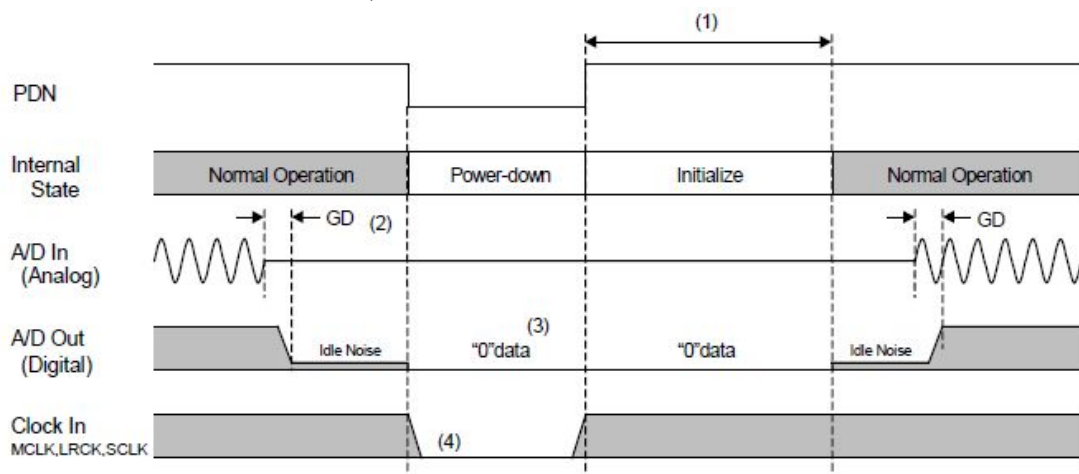 (1)
PDN
Internal
State
Normal Operation
Power-down
Initialize
Normal Operation
GD (2)
GD
A/D In
(Analog)
A/D Out
(Digital)
Idle Noise
(3)
"0"data
"0"data
Idle Noise
Clock In
MCLK,LRCK,SCLK
(4)